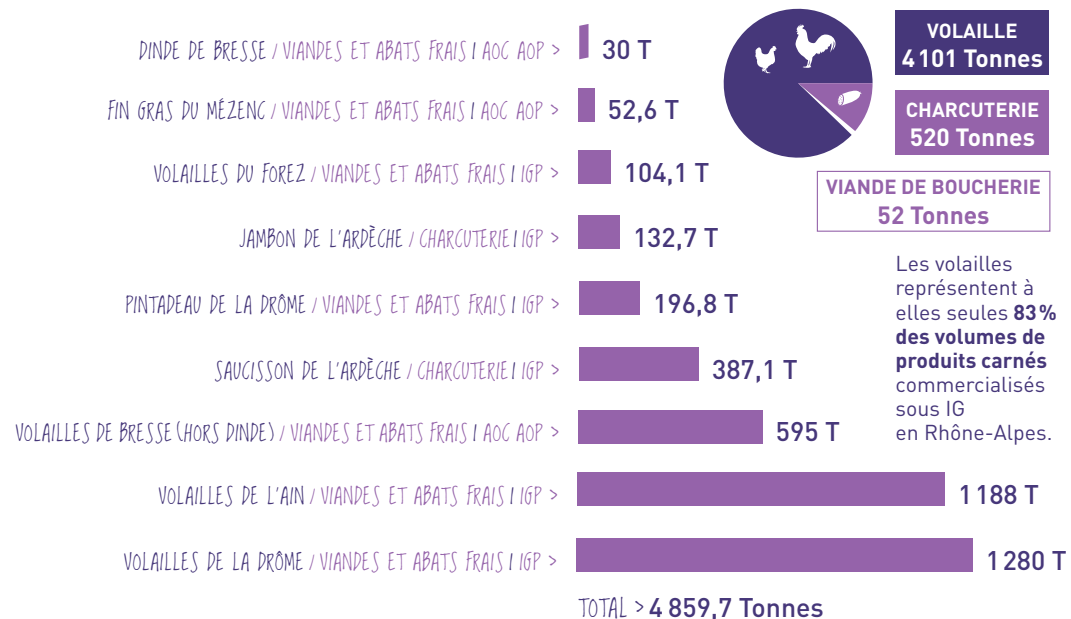 DINDE DE BRESSE / VIANDES ET ABATS FRAIS I AOC AOP > 30 T
FIN GRAS DU MÉZENC / VIANDES ET ABATS FRAIS I AOC AOP > 52,6 T
VOLAILLES DU FOREZ / VIANDES ET ABATS FRAIS I IGP > 104,1 T
JAMBON DE L'ARDÈCHE / CHARCUTERIE I IGP > 132,7 T
PINTADEAU DE LA DRÔME / VIANDES ET ABATS FRAIS I IGP > 196,8 T
SAUCISSON DE L'ARDÈCHE / CHARCUTERIE I IGP > 387,1 T
VOLAILLES DE BRESSE (HORS DINDE) / VIANDES ET ABATS FRAIS I AOC AOP > 595 T
VOLAILLES DE L'AIN / VIANDES ET ABATS FRAIS I IGP > 1 188 T
VOLAILLES DE LA DRÔME / VIANDES ET ABATS FRAIS I IGP > 1 280 T
TOTAL > 4 859,7 Tonnes
VOLAILLE
4 101 Tonnes
CHARCUTERIE
520 Tonnes
VIANDE DE BOUCHERIE
52 Tonnes
Les volailles
représentent à
elles seules 83 %
des volumes de
produits carnés
commercialisés
sous IG
en Rhône-Alpes.